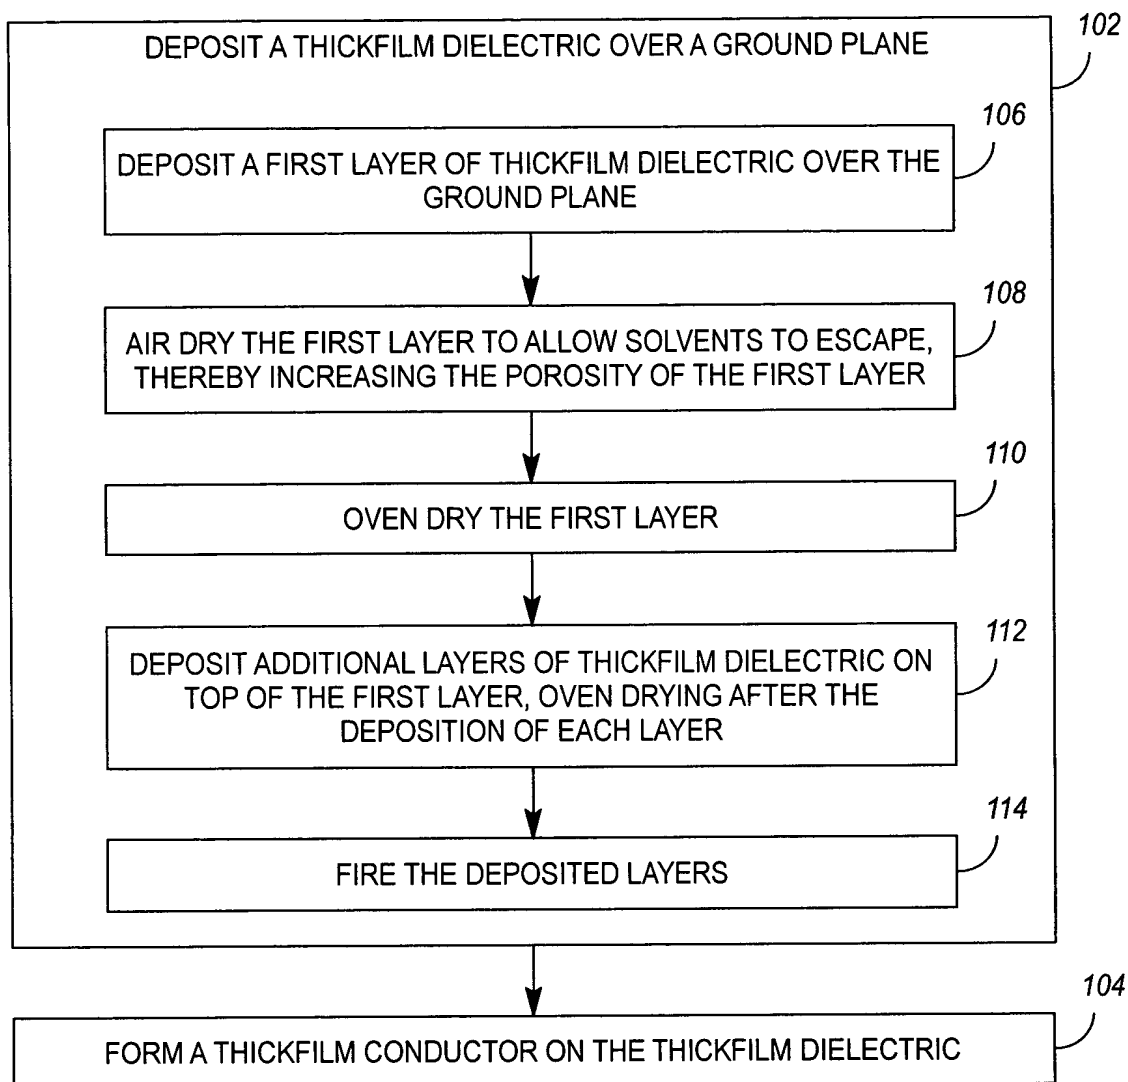 102
DEPOSIT A THICKFILM DIELECTRIC OVER A GROUND PLANE
106
DEPOSIT A FIRST LAYER OF THICKFILM DIELECTRIC OVER THE
GROUND PLANE
108
AIR DRY THE FIRST LAYER TO ALLOW SOLVENTS TO ESCAPE,
THEREBY INCREASING THE POROSITY OF THE FIRST LAYER
110
OVEN DRY THE FIRST LAYER
112
DEPOSIT ADDITIONAL LAYERS OF THICKFILM DIELECTRIC ON
TOP OF THE FIRST LAYER, OVEN DRYING AFTER THE
DEPOSITION OF EACH LAYER
114
FIRE THE DEPOSITED LAYERS
104
FORM A THICKFILM CONDUCTOR ON THE THICKFILM DIELECTRIC